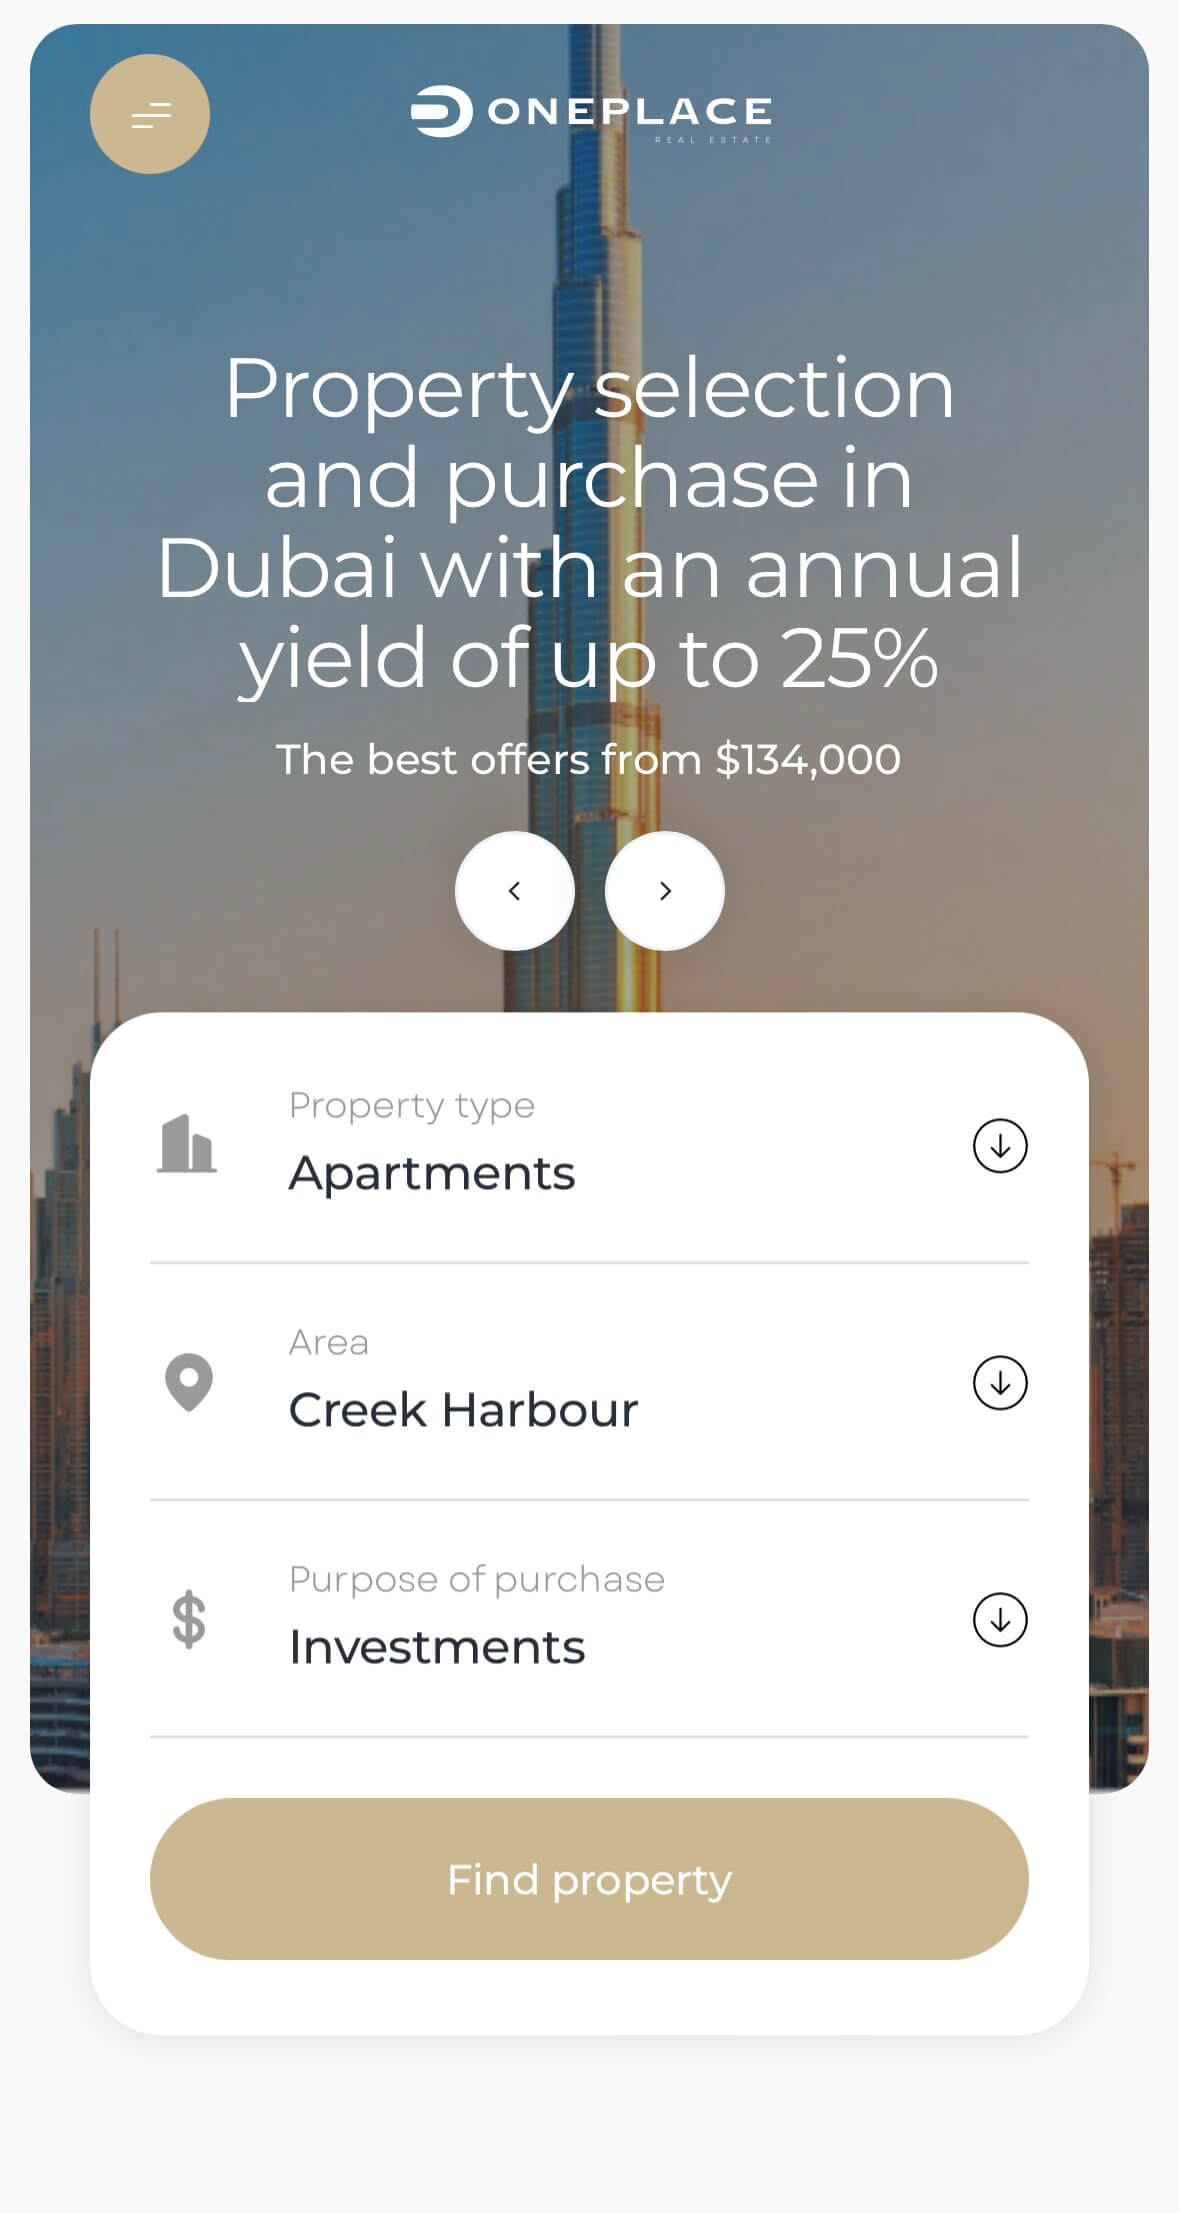 ONEPLACE
REAL ESTATE
Property selection
and purchase in
Dubai with an annual
yield of up to 25%
The best offers from $134,000
Property type
Apartments
Area
Creek Harbour
Purpose of purchase
Investments
Find property